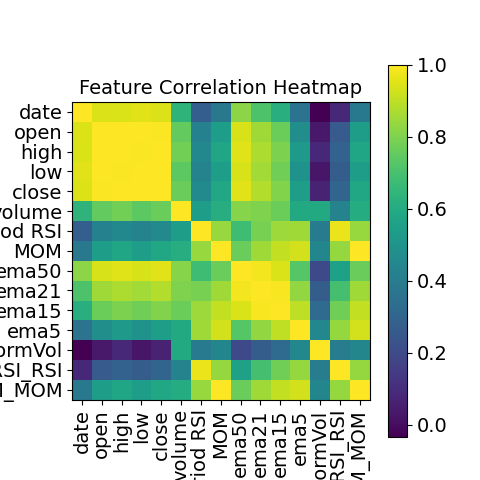 Feature Correlation Heatmap
date
open
high
low
close
volume
od RSI
MOM
ema50
ema21
ema15
ema5
ormVol
RSI_RSI
M_MOM
date
open
high
low
close
volume
iod RSI
MOM
ema50
ema21
ema15
ema5
ormVol
RSI_RSI
M_MOM
1.0
0.8
0.6
0.4
0.2
0.0